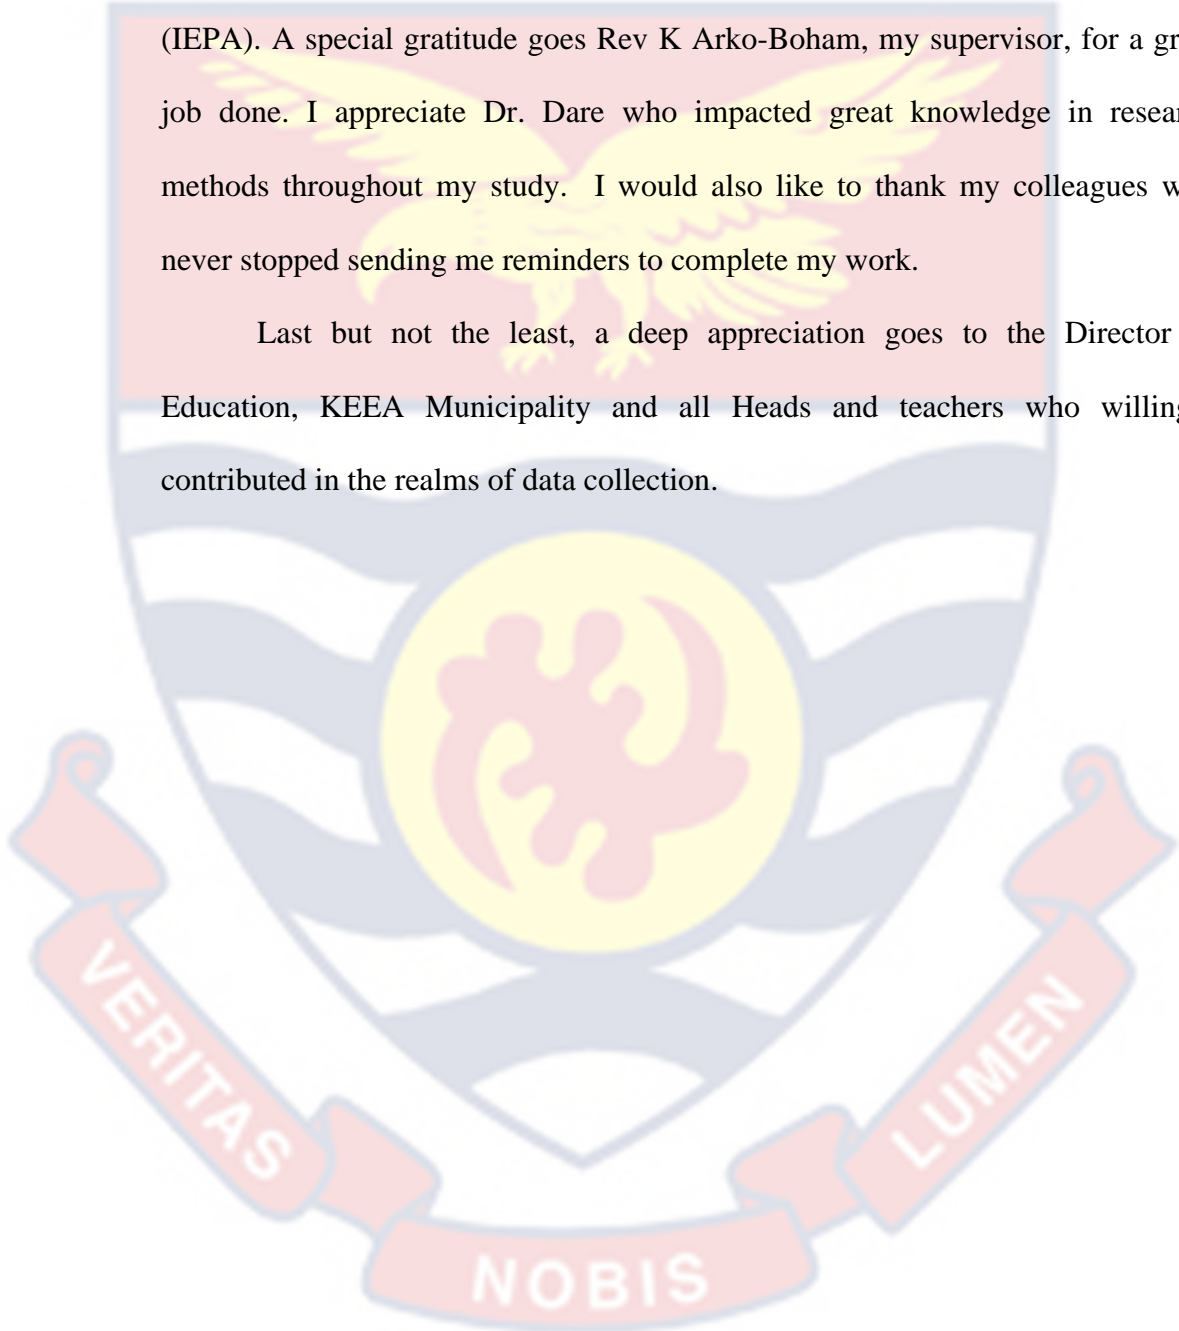 (IEPA). A special gratitude goes Rev K Arko-Boham, my supervisor, for a gr
job done. I appreciate Dr. Dare who impacted great knowledge in resear
methods throughout my study. I would also like to thank my colleagues w
never stopped sending me reminders to complete my work.
Last but not the least, a deep appreciation goes to the Director
Education, KEEA Municipality and all Heads and teachers who willing
contributed in the realms of data collection.
VERITAS
NOBIS
LUMEN